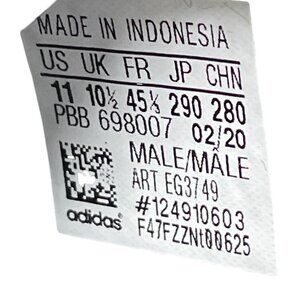 MADE IN INDONESIA
US UK FR JP CHN
11 10½ 45⅓ 290 280
PBB 698007 02/20
MALE/MÂLE
ART EG3749
#124910603
adidas® F47FZZNt00625